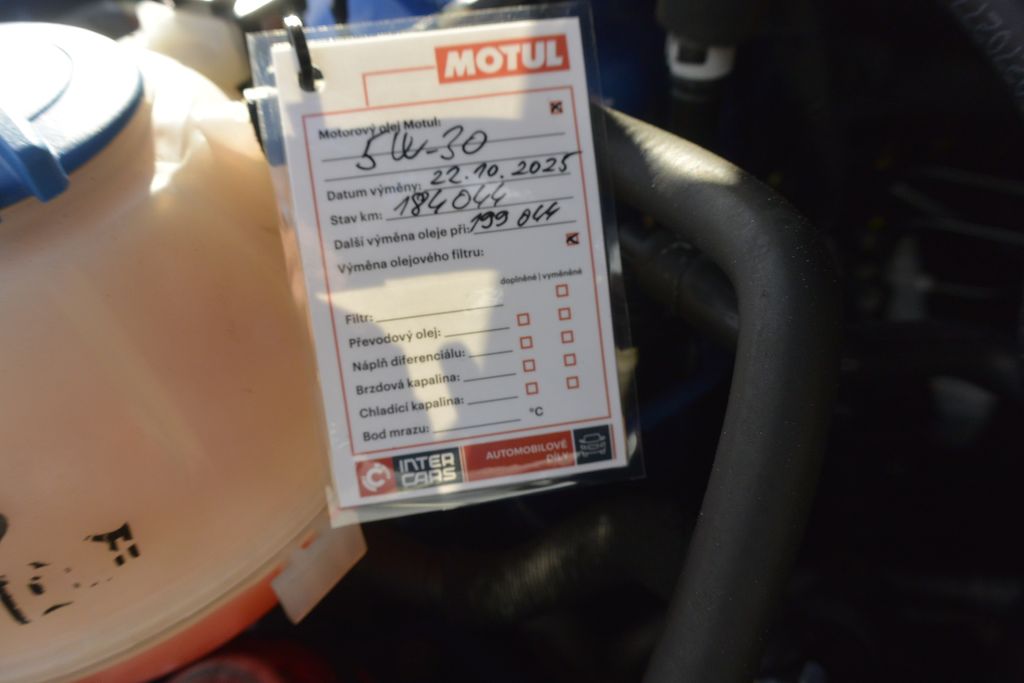 MOTUL
Motorový olej Motul:
5W-30
Datum výměny: 22.10.2025
Stav km: 184044
Další výměna oleje při: 199 044
Výměna olejového filtru:
doplněné | vyměněné
Filtr:
Převodový olej:
Náplň diferenciálu:
Brzdová kapalina:
Chladící kapalina:
Bod mrazu: °C
INTER CARS
AUTOMOBILOVÉ
DÍLY